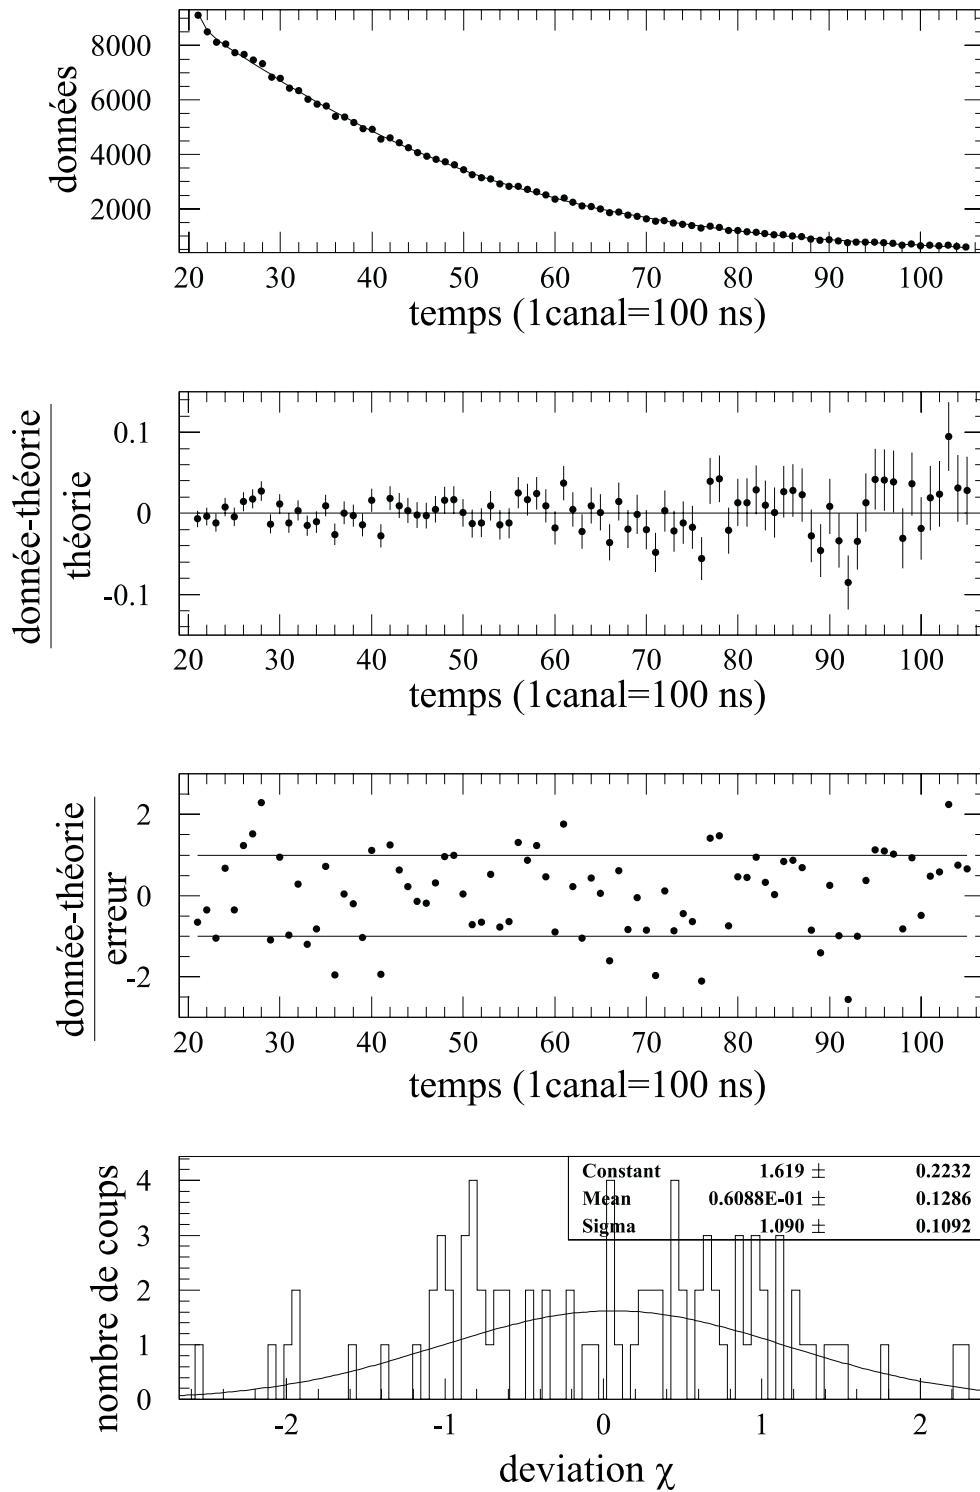 données
8000
6000
4000
2000
20 30 40 50 60 70 80 90 100
temps (1canal=100 ns)
donnée-théorie
théorie
0.1
0
-0.1
20 30 40 50 60 70 80 90 100
temps (1canal=100 ns)
donnée-théorie
erreur
2
0
-2
20 30 40 50 60 70 80 90 100
temps (1canal=100 ns)
nombre de coups
4
3
2
1
0
Constant 1.619 ± 0.2232
Mean 0.6088E-01 ± 0.1286
Sigma 1.090 ± 0.1092
-2 -1 0 1 2
deviation χ